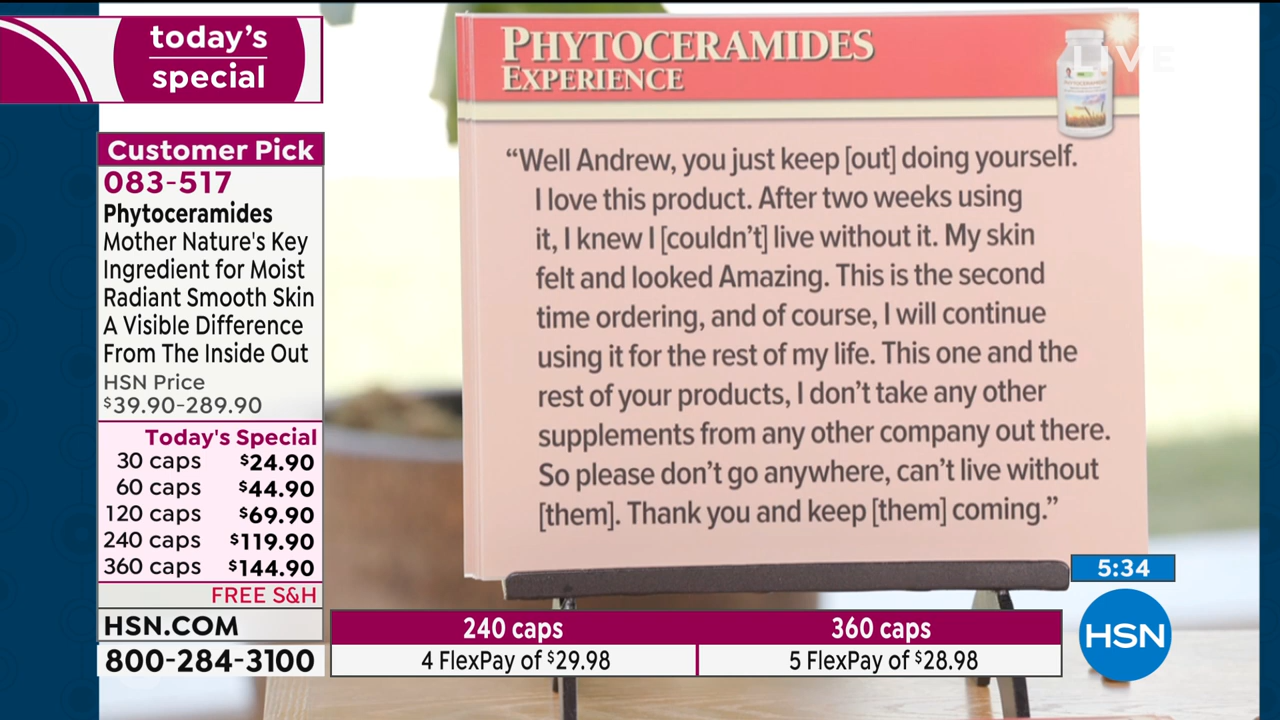 today's
special
Customer Pick
083-517
Phytoceramides
Mother Nature's Key
Ingredient for Moist
Radiant Smooth Skin
A Visible Difference
From The Inside Out
HSN Price
$39.90-289.90
Today's Special
30 caps $24.90
60 caps $44.90
120 caps $69.90
240 caps $119.90
360 caps $144.90
FREE S&H
HSN.COM
800-284-3100
PHYTOCERAMIDES
EXPERIENCE
LIVE
“Well Andrew, you just keep [out] doing yourself.
I love this product. After two weeks using
it, I knew I [couldn’t] live without it. My skin
felt and looked Amazing. This is the second
time ordering, and of course, I will continue
using it for the rest of my life. This one and the
rest of your products, I don’t take any other
supplements from any other company out there.
So please don’t go anywhere, can’t live without
[them]. Thank you and keep [them] coming.”
5:34
HSN
240 caps 360 caps
4 FlexPay of $29.98 5 FlexPay of $28.98